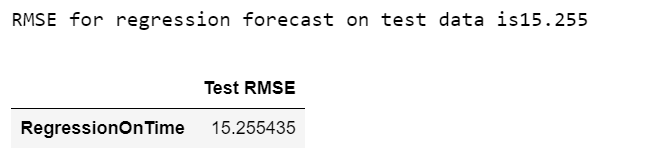 RMSE for regression forecast on test data is15.255
Test RMSE
RegressionOnTime 15.255435